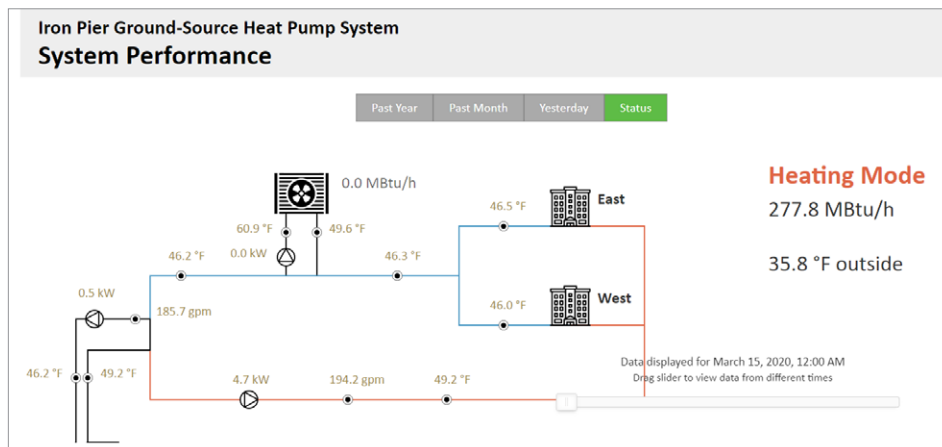 Iron Pier Ground-Source Heat Pump System
System Performance
Past Year Past Month Yesterday Status
0.0 MBtu/h
Heating Mode
277.8 MBtu/h
35.8 °F outside
46.5 °F East
60.9 °F 49.6 °F
0.0 kW
46.2 °F 46.3 °F
0.5 kW
185.7 gpm
46.0 °F West
46.2 °F 49.2 °F
4.7 kW 194.2 gpm 49.2 °F
Data displayed for March 15, 2020, 12:00 AM
Drag slider to view data from different times